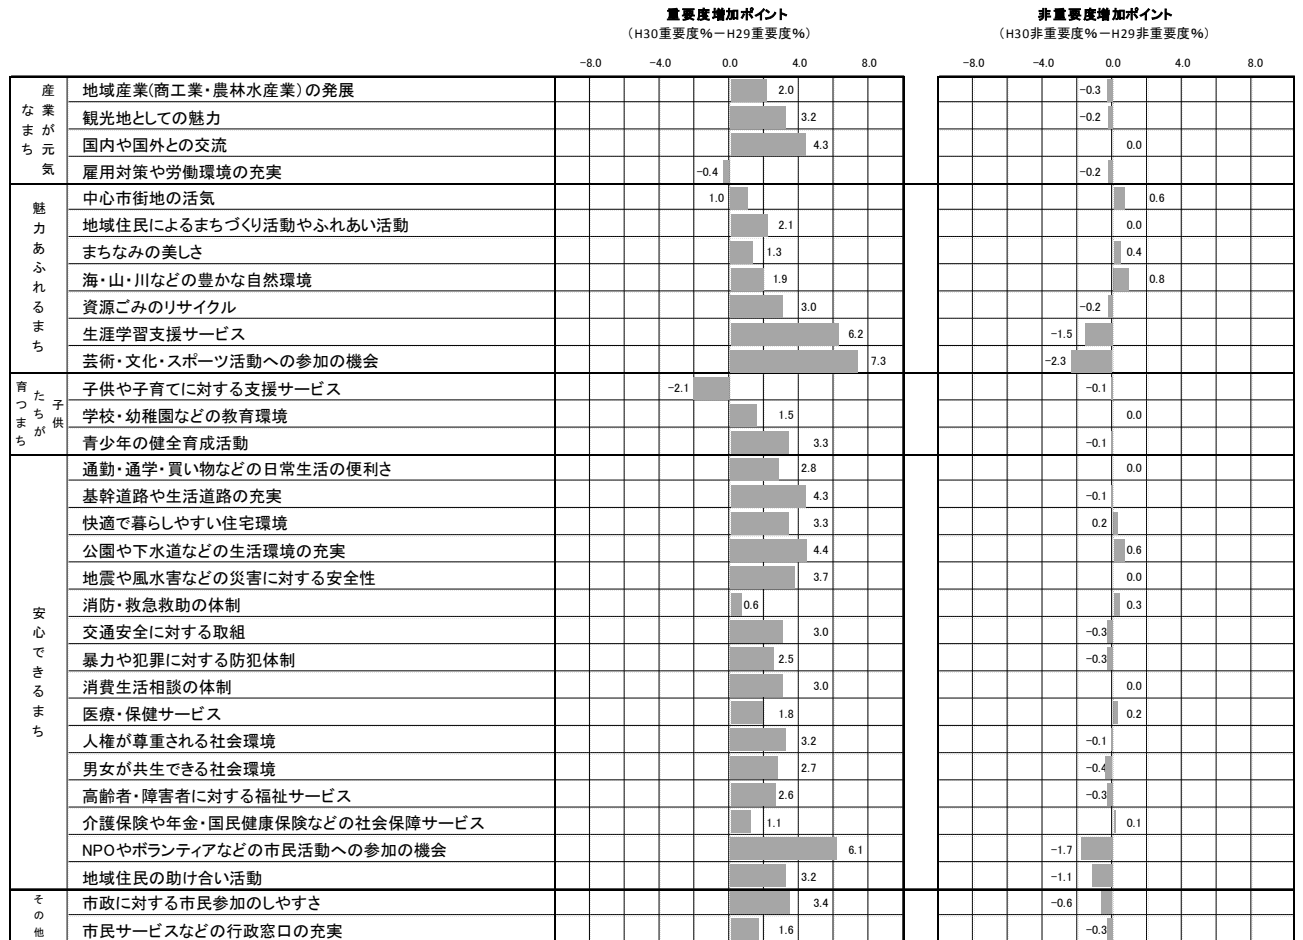 重要度増加ポイント 非重要度増加ポイント
（H30重要度％－H29重要度％） （H30非重要度％－H29非重要度％）
−8.0 −4.0 0.0 4.0 8.0 −8.0 −4.0 0.0 4.0 8.0
産業が元気なまち
地域産業(商工業・農林水産業)の発展 2.0 −0.3
観光地としての魅力 3.2 −0.2
国内や国外との交流 4.3 0.0
雇用対策や労働環境の充実 −0.4 −0.2
魅力あふれるまち
中心市街地の活気 1.0 0.6
地域住民によるまちづくり活動やふれあい活動 2.1 0.0
まちなみの美しさ 1.3 0.4
海・山・川などの豊かな自然環境 1.9 0.8
資源ごみのリサイクル 3.0 −0.2
生涯学習支援サービス 6.2 −1.5
芸術・文化・スポーツ活動への参加の機会 7.3 −2.3
子供たちが育つまち
子供や子育てに対する支援サービス −2.1 −0.1
学校・幼稚園などの教育環境 1.5 0.0
青少年の健全育成活動 3.3 −0.1
安心できるまち
通勤・通学・買い物などの日常生活の便利さ 2.8 0.0
基幹道路や生活道路の充実 4.3 −0.1
快適で暮らしやすい住宅環境 3.3 0.2
公園や下水道などの生活環境の充実 4.4 0.6
地震や風水害などの災害に対する安全性 3.7 0.0
消防・救急救助の体制 0.6 0.3
交通安全に対する取組 3.0 −0.3
暴力や犯罪に対する防犯体制 2.5 −0.3
消費生活相談の体制 3.0 0.0
医療・保健サービス 1.8 0.2
人権が尊重される社会環境 3.2 −0.1
男女が共生できる社会環境 2.7 −0.4
高齢者・障害者に対する福祉サービス 2.6 −0.3
介護保険や年金・国民健康保険などの社会保障サービス 1.1 0.1
NPOやボランティアなどの市民活動への参加の機会 6.1 −1.7
地域住民の助け合い活動 3.2 −1.1
その他
市政に対する市民参加のしやすさ 3.4 −0.6
市民サービスなどの行政窓口の充実 1.6 −0.3